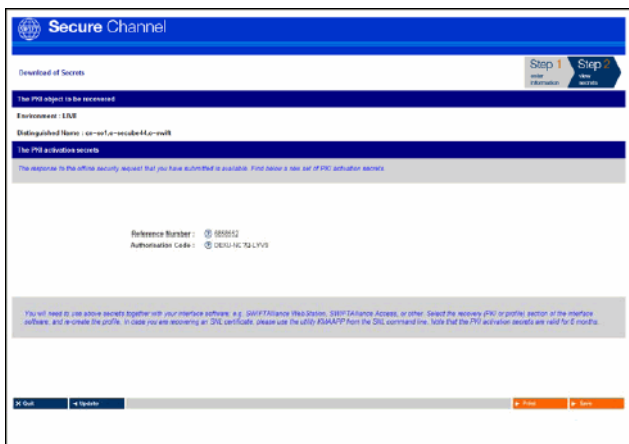 Secure Channel
Step 1 Step 2
enter view
information secrets
Download of Secrets
The PKI object to be recovered
Environment : LIVE
Distinguished Name :
The PKI activation secrets
The response to the offline security request that you have submitted is available. Find below a new set of PKI activation secrets.
Reference Number :
Authorisation Code :
You will need to use above secrets together with your interface software, e.g. SWIFTAlliance WebStation, SWIFTAlliance Access, or other. Select the recovery (PKI or profile) section of the interface
software, and re-create the profile. In case you are recovering an SNL certificate, please use the utility from the SNL command line. Note that the PKI activation secrets are valid for 6 months.
Quit Update Print Save